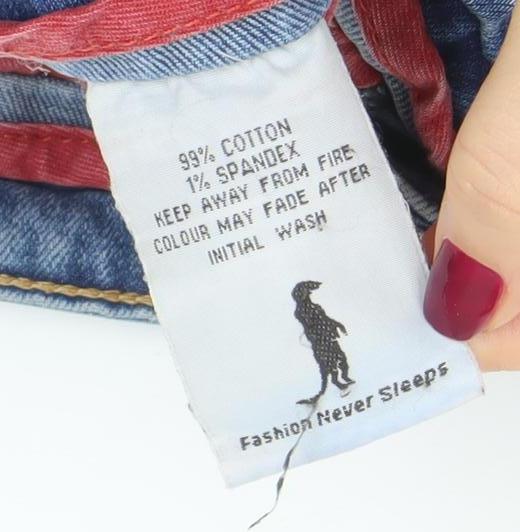 99% COTTON
1% SPANDEX
KEEP AWAY FROM FIRE
COLOUR MAY FADE AFTER
INITIAL WASH
Fashion Never Sleeps